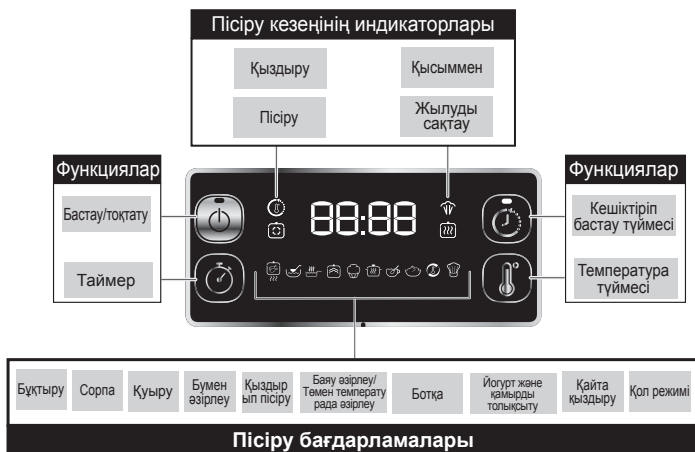 Пісіру кезеңінің индикаторлары
Қыздыру
Қысыммен
Пісіру
Жылуды
сақтау
Функциялар
Бастау/тоқтату
Таймер
88:88
Функциялар
Кешіктіріп
бастау түймесі
Температура
түймесі
Бұқтыру
Сорпа
Қуыру
Бумен
әзірлеу
Қыздыр
ып пісіру
Баяу әзірлеу/
Төмен температу
рада әзірлеу
Ботқа
Йогурт және
қамырды
толықсыту
Қайта
қыздыру
Қол режимі
Пісіру бағдарламалары